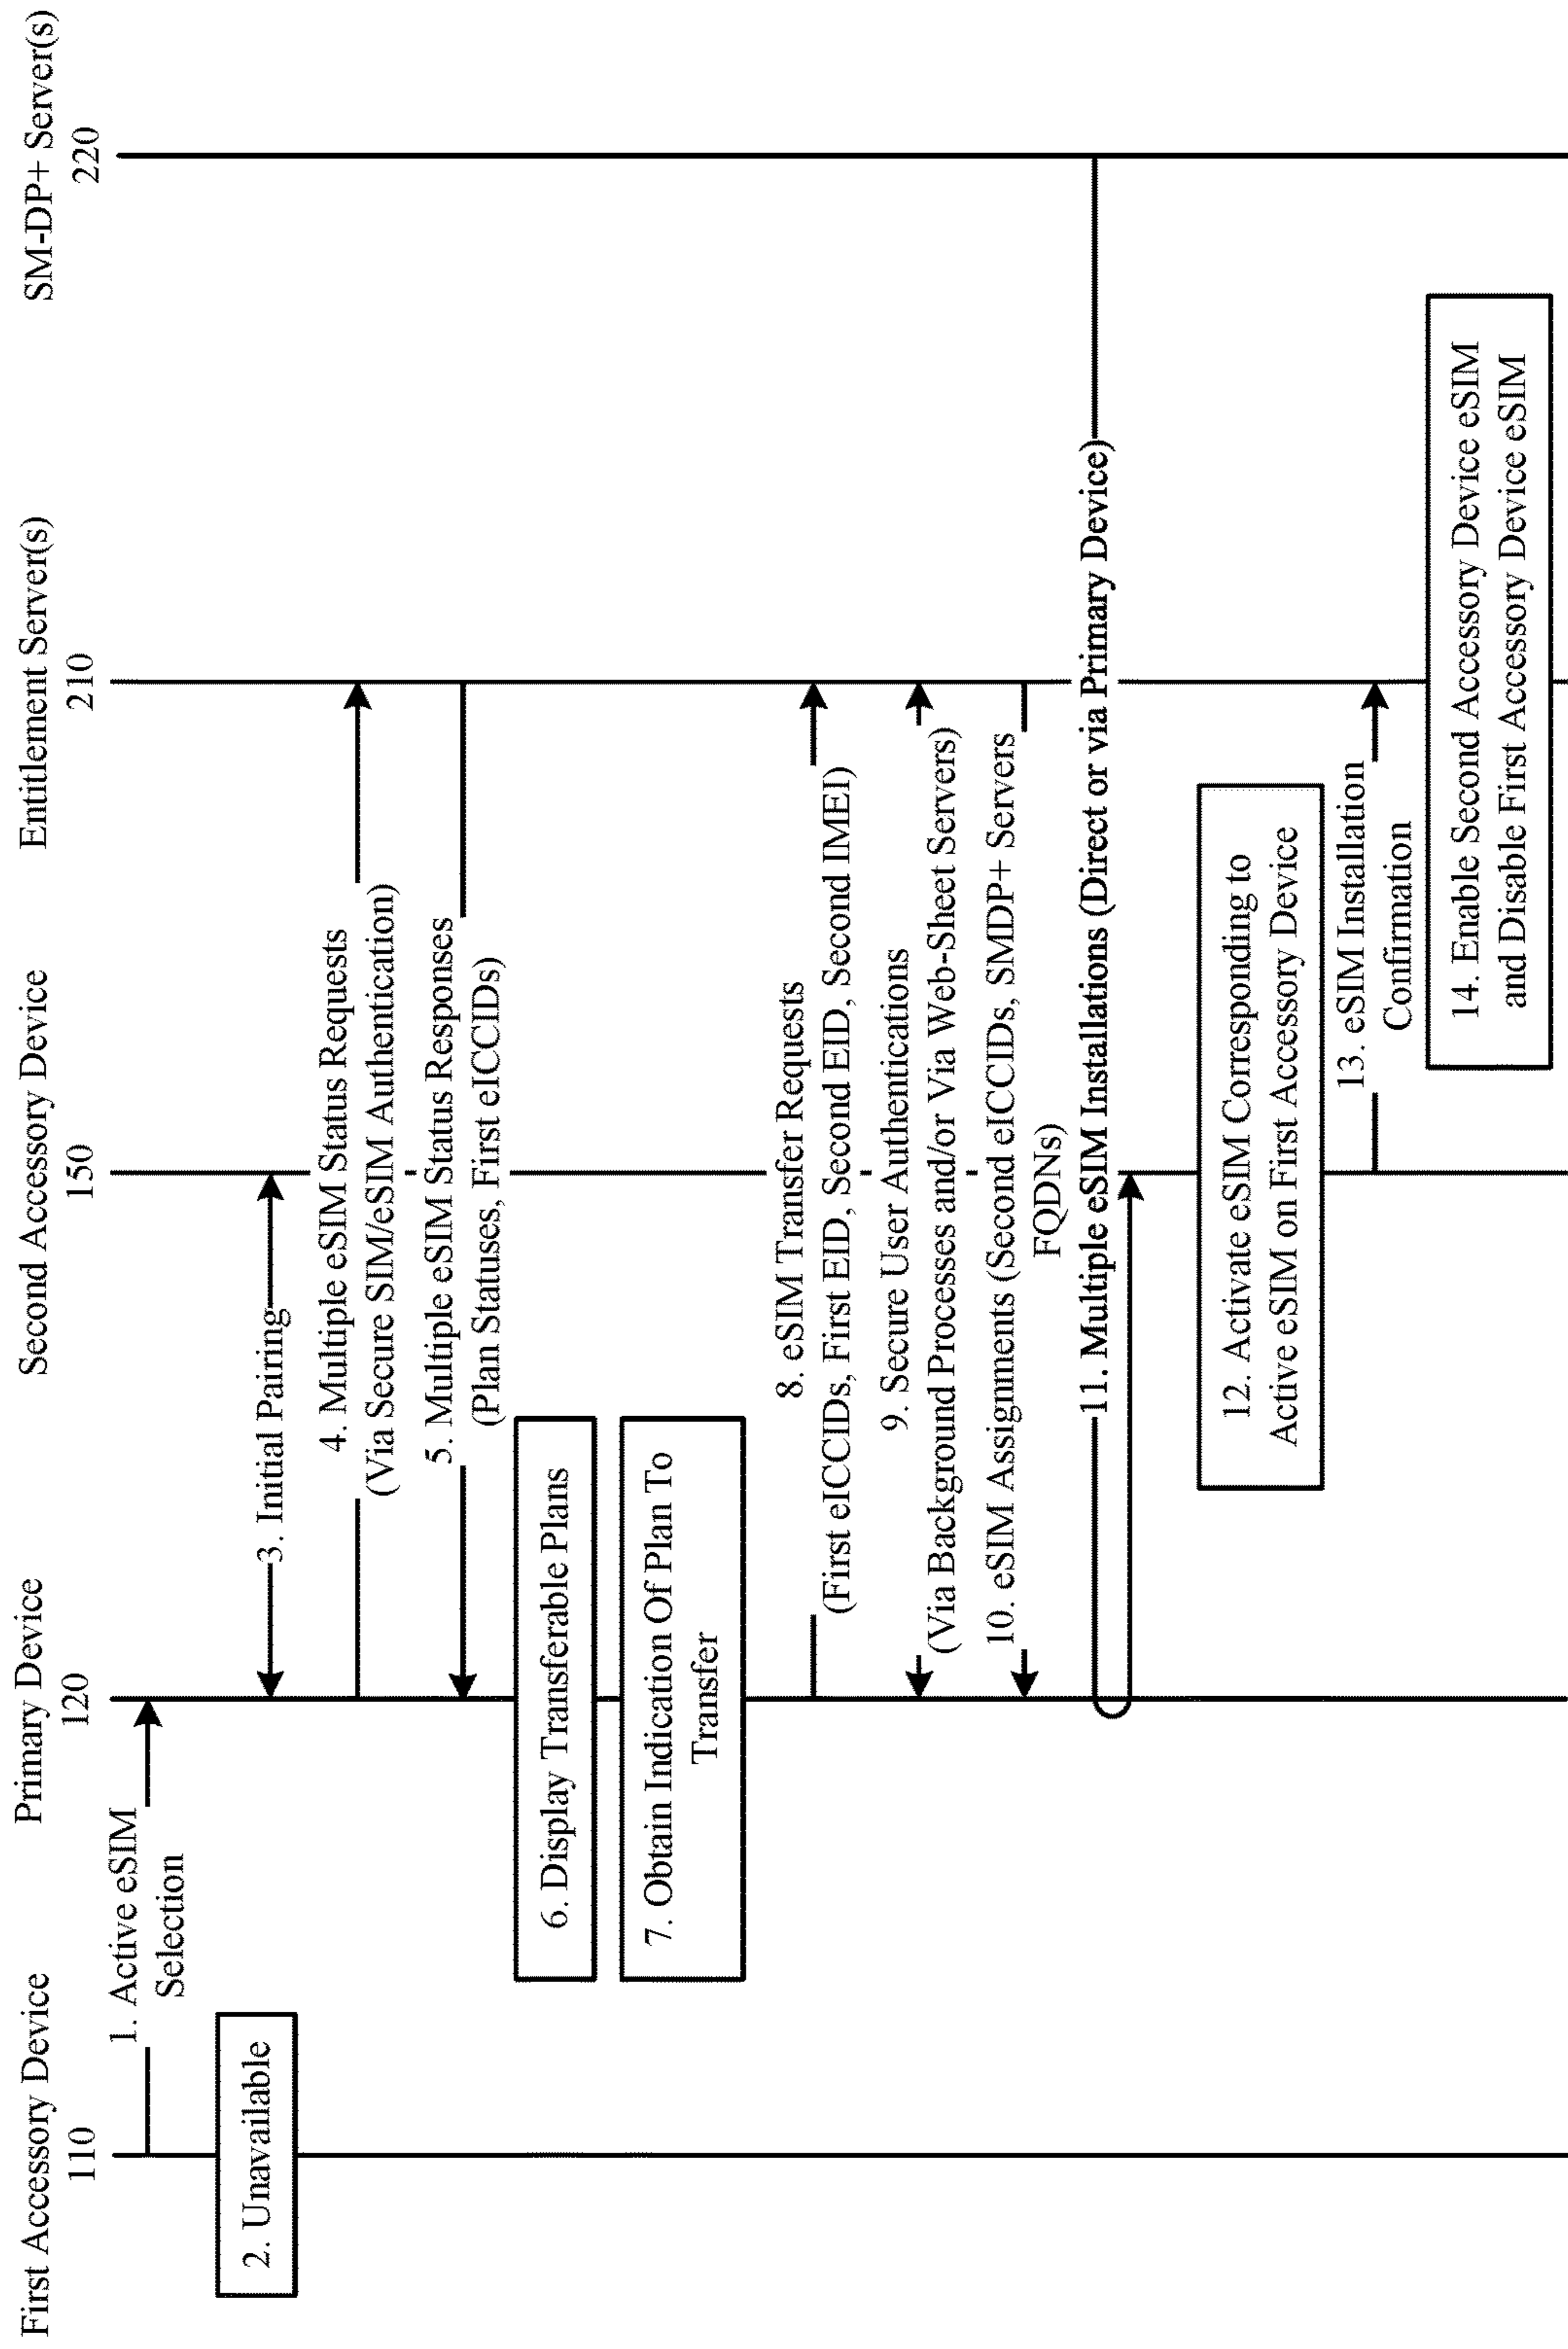 First Accessory Device
110
Primary Device
120
Second Accessory Device
150
Entitlement Server(s)
210
SM-DP+ Server(s)
220
1. Active eSIM
Selection
2. Unavailable
3. Initial Pairing
4. Multiple eSIM Status Requests
(Via Secure SIM/eSIM Authentication)
5. Multiple eSIM Status Responses
(Plan Statuses, First eICCIDs)
6. Display Transferable Plans
7. Obtain Indication Of Plan To
Transfer
8. eSIM Transfer Requests
(First eICCIDs, First EID, Second EID, Second IMEI)
9. Secure User Authentications
(Via Background Processes and/or Via Web-Sheet Servers)
10. eSIM Assignments (Second eICCIDs, SMDP+ Servers
FQDNs)
11. Multiple eSIM Installations (Direct or via Primary Device)
12. Activate eSIM Corresponding to
Active eSIM on First Accessory Device
13. eSIM Installation
Confirmation
14. Enable Second Accessory Device eSIM
and Disable First Accessory Device eSIM